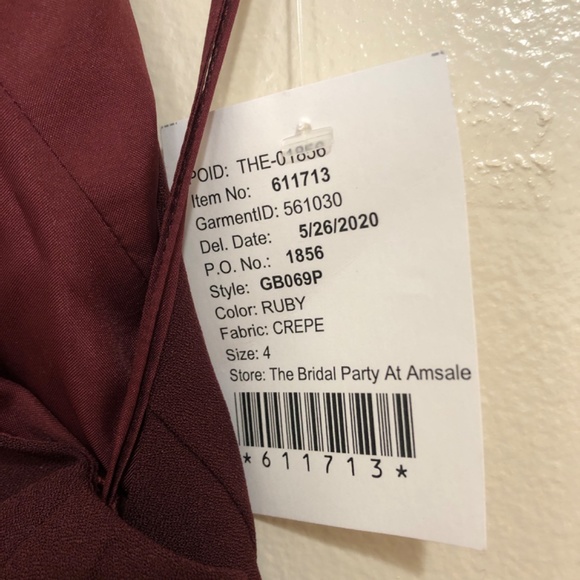 POID: THE-01856
Item No: 611713
GarmentID: 561030
Del. Date: 5/26/2020
P.O. No.: 1856
Style: GB069P
Color: RUBY
Fabric: CREPE
Size: 4
Store: The Bridal Party At Amsale
*611713*